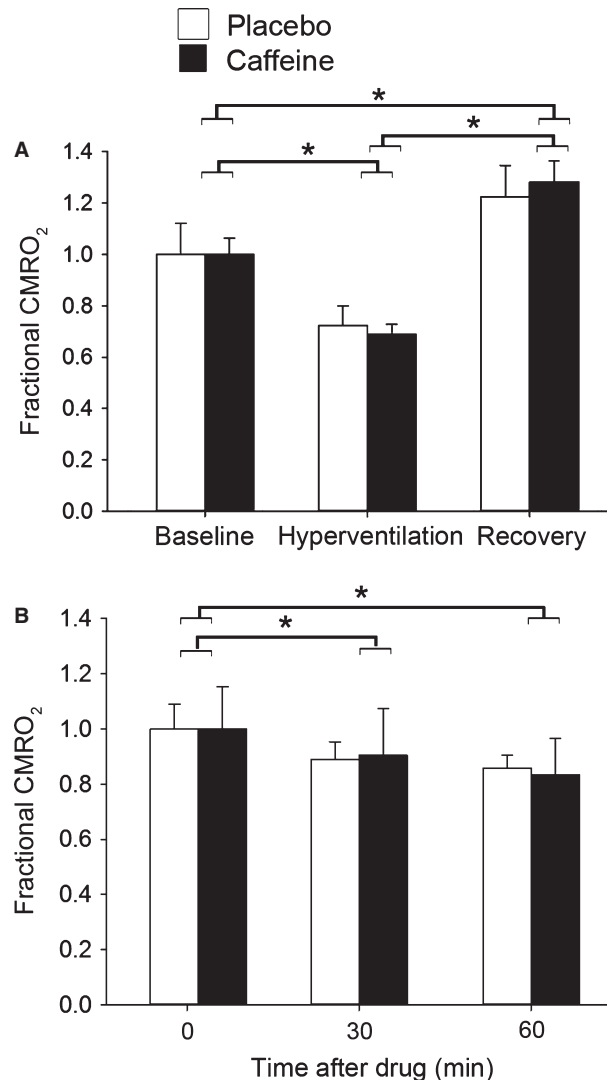 Placebo
Caffeine
*
*
*
A
1.4
1.2
1.0
0.8
0.6
0.4
0.2
0.0
Fractional CMRO2
Baseline Hyperventilation Recovery
B
*
*
1.4
1.2
1.0
0.8
0.6
0.4
0.2
0.0
Fractional CMRO2
0 30 60
Time after drug (min)